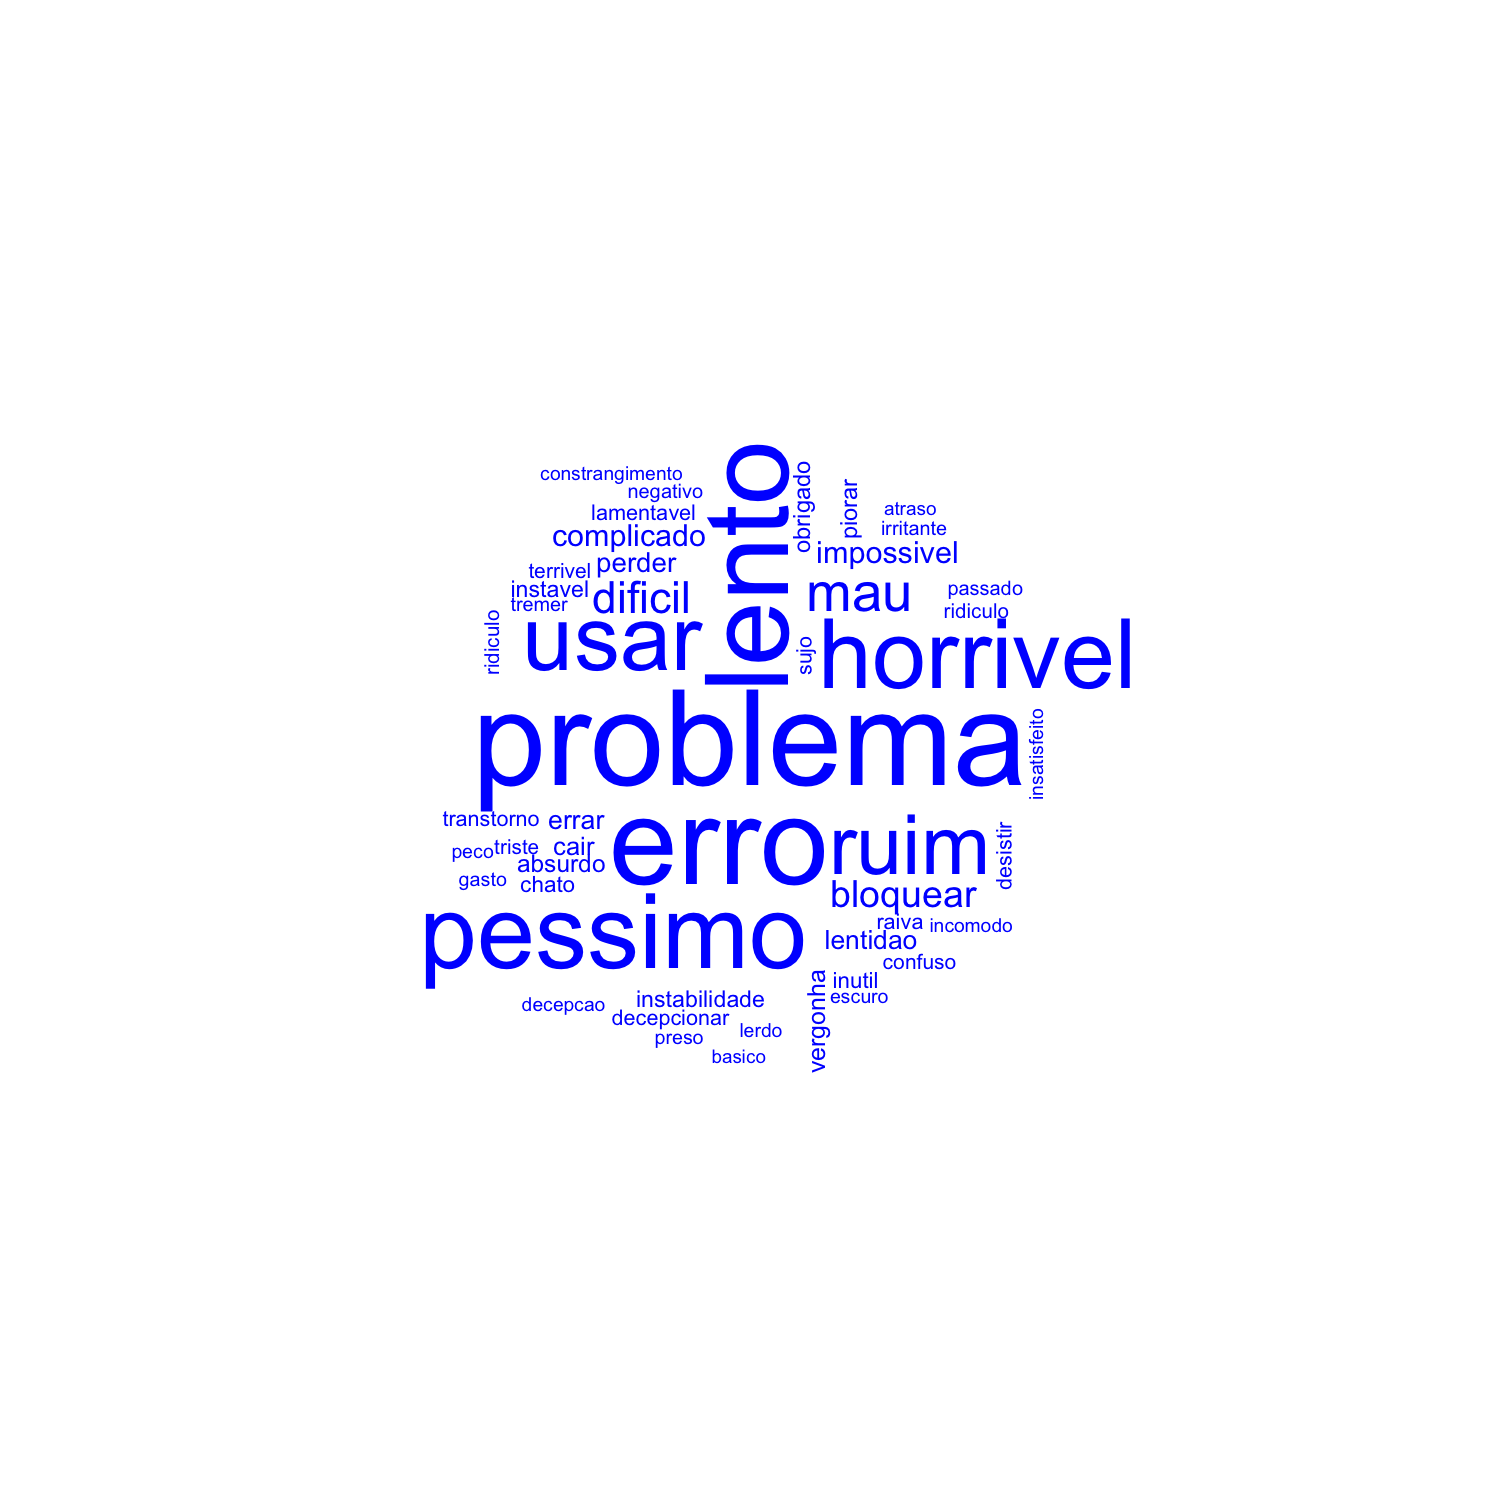 constrangimento
negativo
lamentavel
complicado
perder
terrivel
instavel
tremer
dificil
usar
ridiculo
lento
obrigado
piorar
atraso
irritante
impossivel
mau
passado
ridiculo
sujo
horrivel
problema
insatisfeito
transtorno
errar
peco
triste
cair
absurdo
gasto
chato
erro
ruim
desistir
bloquear
pessimo
raiva
incomodo
lentidao
confuso
inutil
escuro
vergonha
decepcao
instabilidade
decepcionar
preso
lerdo
basico